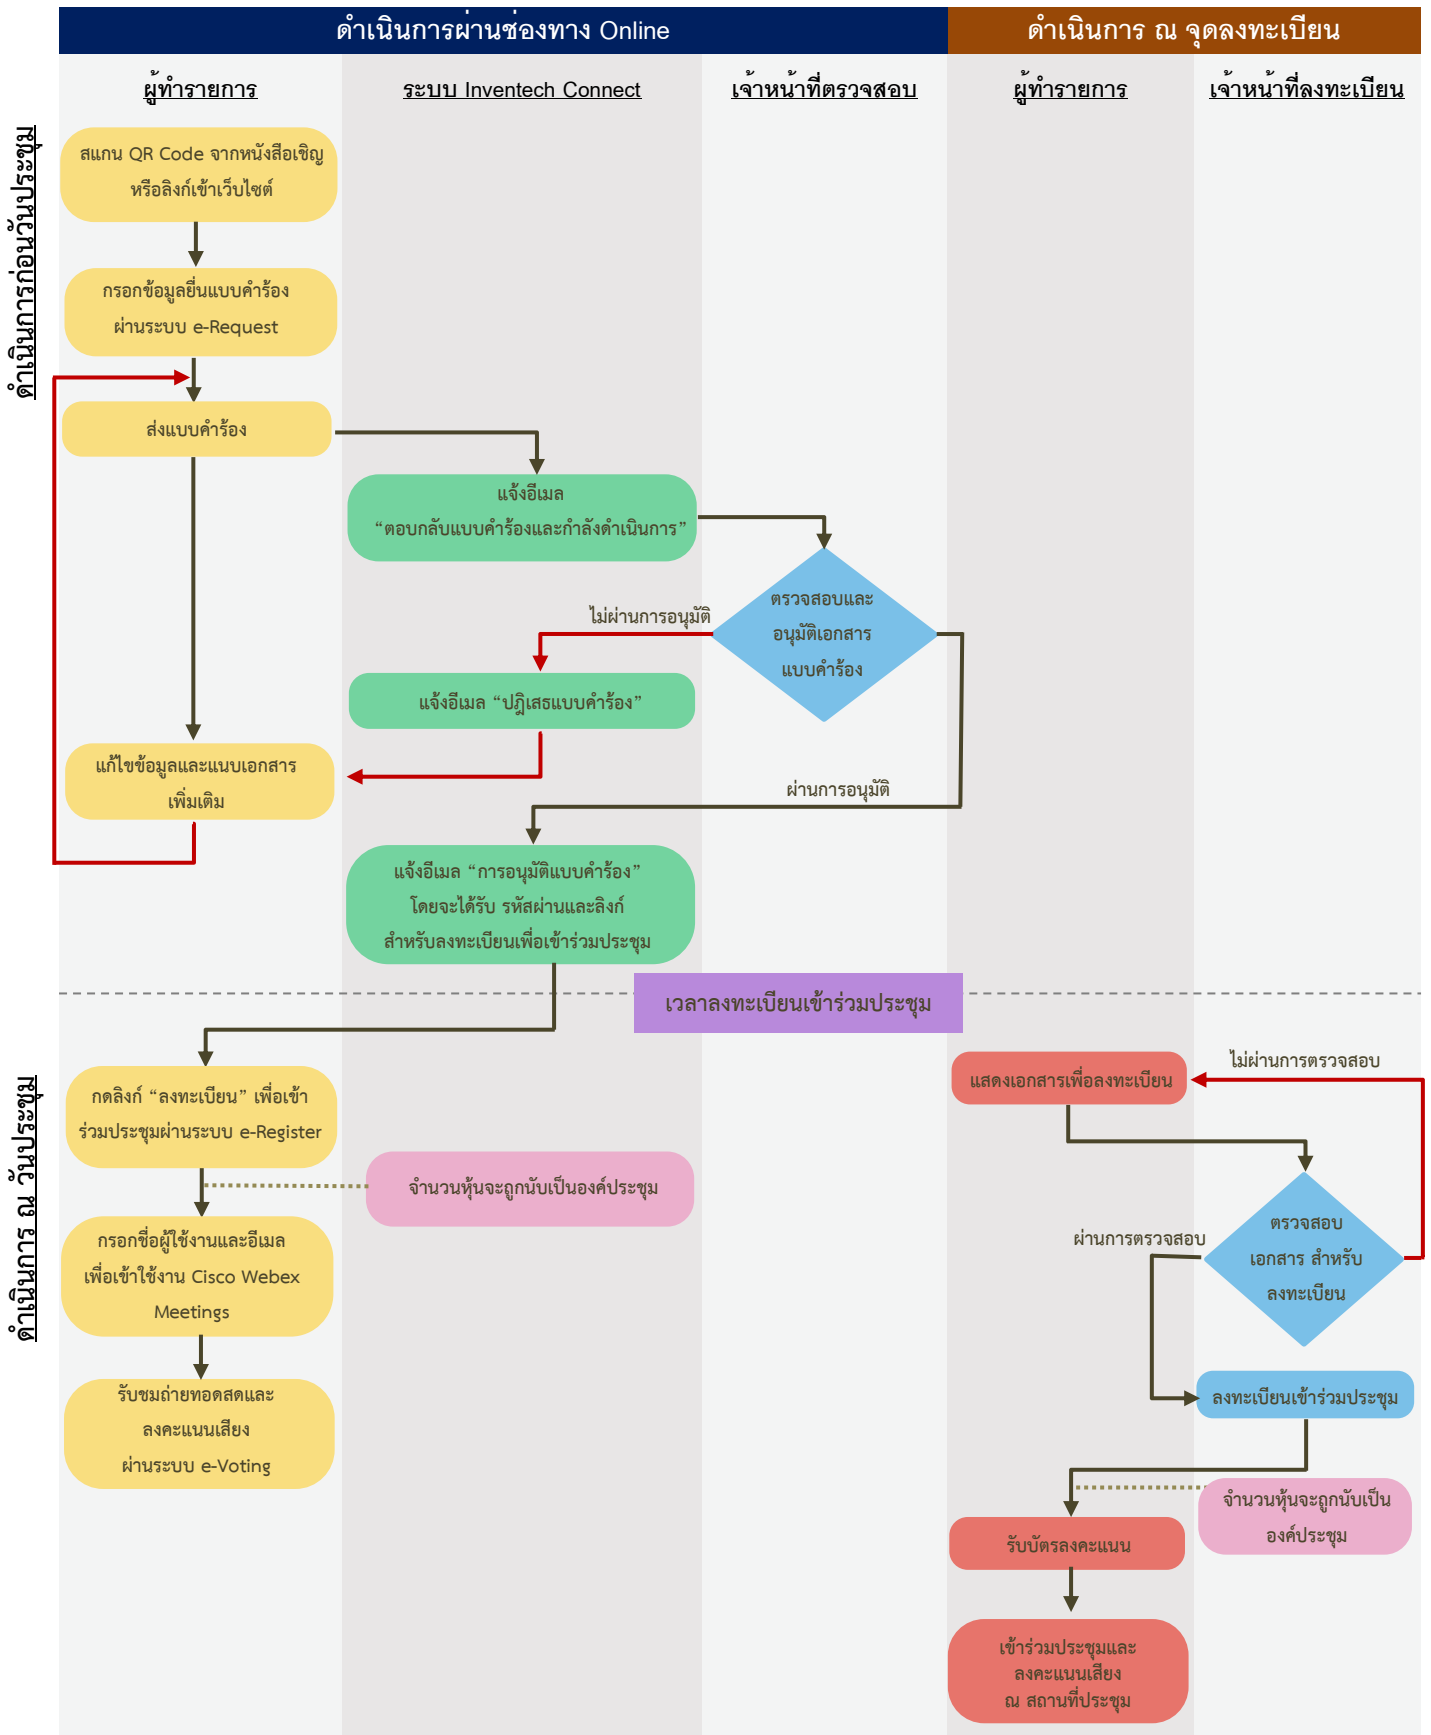 ดำเนินการผ่านช่องทาง Online
ดำเนินการ ณ จุดลงทะเบียน
ผู้ทำรายการ
ระบบ Inventech Connect
เจ้าหน้าที่ตรวจสอบ
ผู้ทำรายการ
เจ้าหน้าที่ลงทะเบียน
ดำเนินการก่อนวันประชุม
สแกน QR Code จากหนังสือเชิญ
หรือลิงก์เข้าเว็บไซต์
กรอกข้อมูลยื่นแบบคำร้อง
ผ่านระบบ e-Request
ส่งแบบคำร้อง
แจ้งอีเมล
“ตอบกลับแบบคำร้องและกำลังดำเนินการ”
ตรวจสอบและ
อนุมัติเอกสาร
แบบคำร้อง
ไม่ผ่านการอนุมัติ
แจ้งอีเมล “ปฎิเสธแบบคำร้อง”
แก้ไขข้อมูลและแนบเอกสาร
เพิ่มเติม
ผ่านการอนุมัติ
แจ้งอีเมล “การอนุมัติแบบคำร้อง”
โดยจะได้รับ รหัสผ่านและลิงก์
สำหรับลงทะเบียนเพื่อเข้าร่วมประชุม
เวลาลงทะเบียนเข้าร่วมประชุม
ดำเนินการ ณ วันประชุม
กดลิงก์ “ลงทะเบียน” เพื่อเข้า
ร่วมประชุมผ่านระบบ e-Register
จำนวนหุ้นจะถูกนับเป็นองค์ประชุม
กรอกชื่อผู้ใช้งานและอีเมล
เพื่อเข้าใช้งาน Cisco Webex
Meetings
รับชมถ่ายทอดสดและ
ลงคะแนนเสียง
ผ่านระบบ e-Voting
แสดงเอกสารเพื่อลงทะเบียน
ไม่ผ่านการตรวจสอบ
ตรวจสอบ
เอกสาร สำหรับ
ลงทะเบียน
ผ่านการตรวจสอบ
ลงทะเบียนเข้าร่วมประชุม
จำนวนหุ้นจะถูกนับเป็น
องค์ประชุม
รับบัตรลงคะแนน
เข้าร่วมประชุมและ
ลงคะแนนเสียง
ณ สถานที่ประชุม